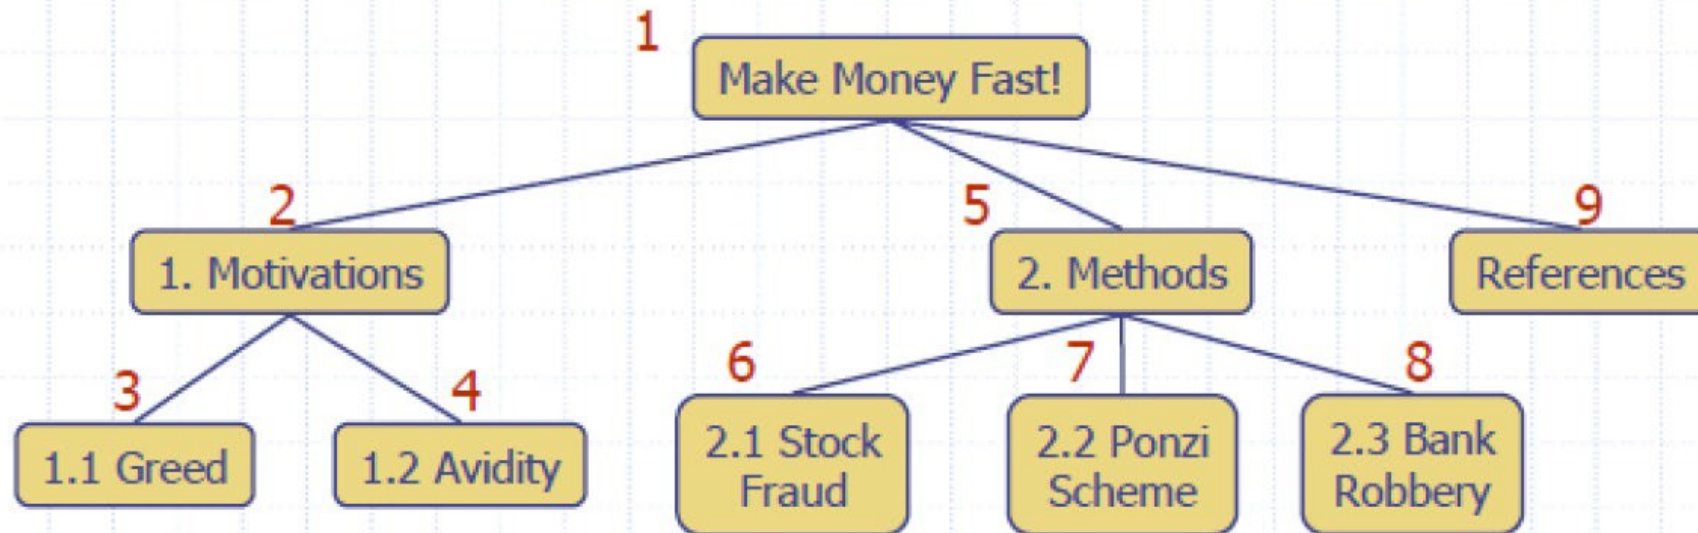 1
Make Money Fast!
2
5
9
1. Motivations
2. Methods
References
3
4
6
7
8
1.1 Greed
1.2 Avidity
2.1 Stock
Fraud
2.2 Ponzi
Scheme
2.3 Bank
Robbery